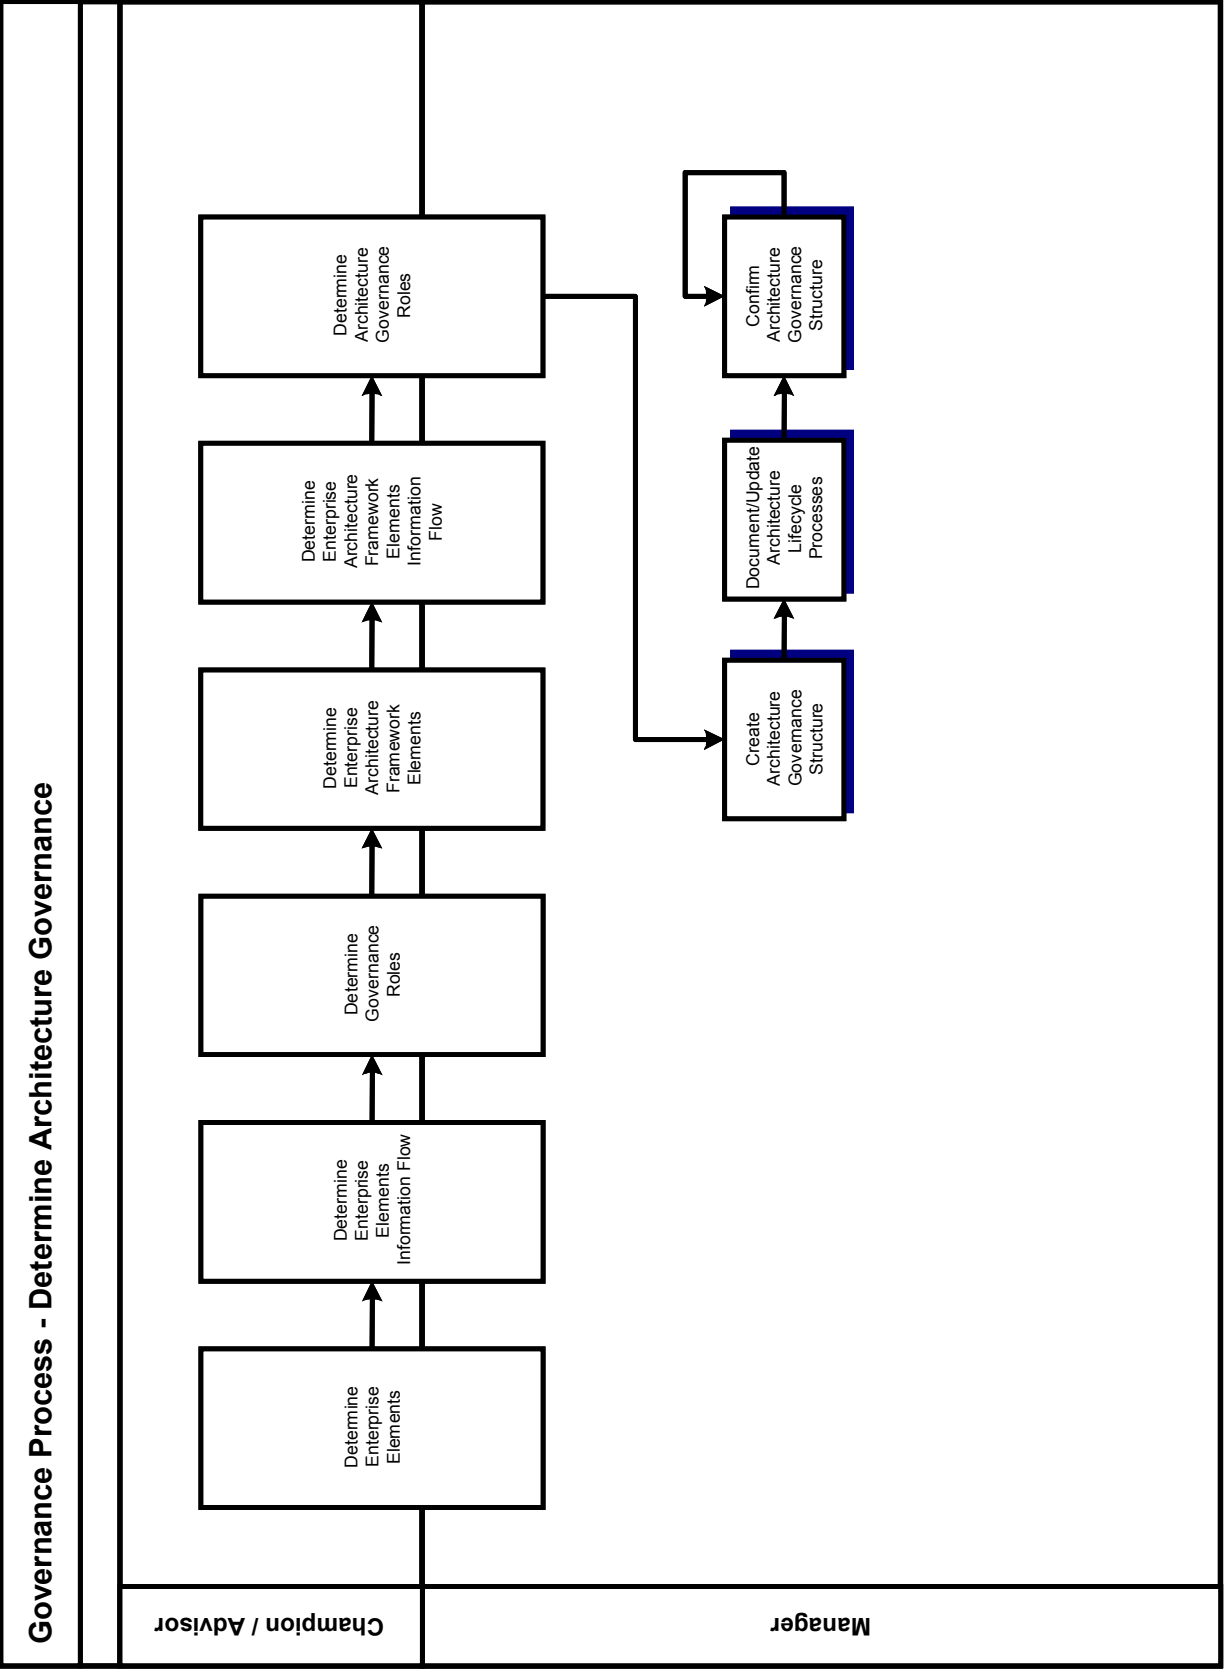 Governance Process - Determine Architecture Governance
Champion / Advisor
Determine
Enterprise
Elements
Determine
Enterprise
Elements
Information Flow
Determine
Governance
Roles
Determine
Enterprise
Architecture
Framework
Elements
Determine
Enterprise
Architecture
Framework
Elements
Information
Flow
Determine
Architecture
Governance
Roles
Manager
Create
Architecture
Governance
Structure
Document/Update
Architecture
Lifecycle
Processes
Confirm
Architecture
Governance
Structure